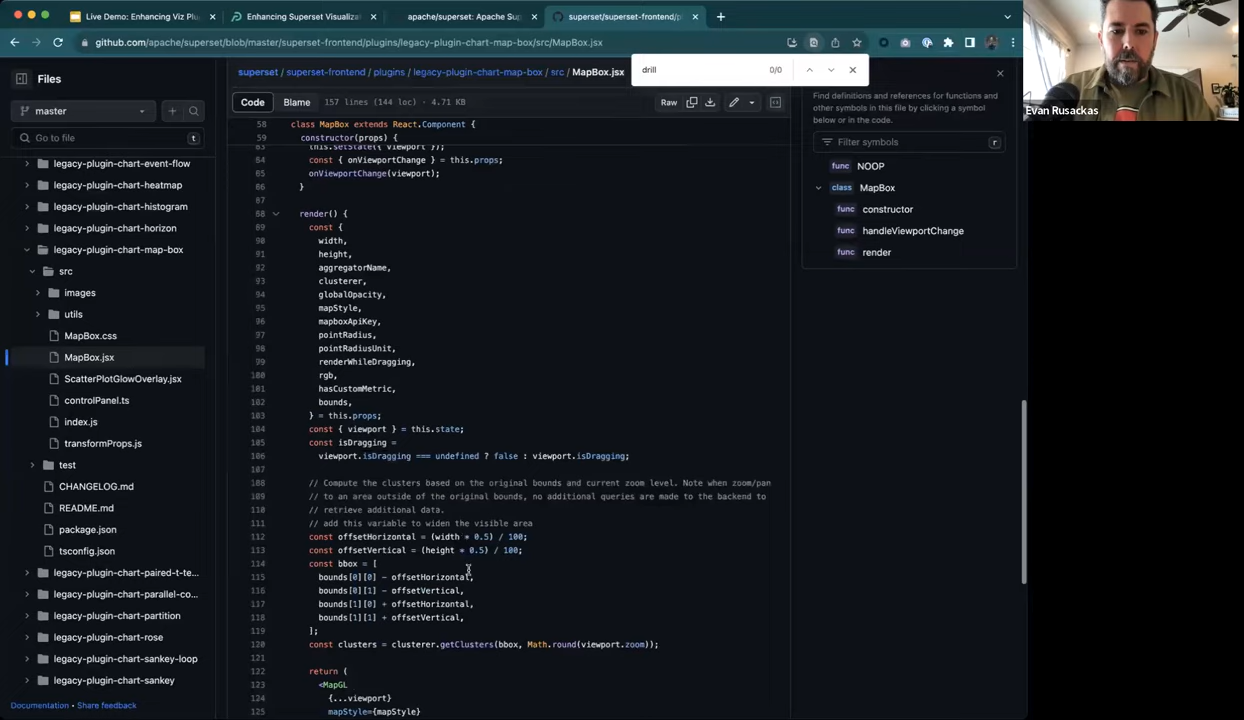 Live Demo: Enhancing Viz Plu
Enhancing Superset Visualiza
apache/superset: Apache Sup
superset/superset-frontend/p
github.com/apache/superset/blob/master/superset-frontend/plugins/legacy-plugin-chart-map-box/src/MapBox.jsx
drill
0/0
Files
master
Go to file
t
legacy-plugin-chart-event-flow
legacy-plugin-chart-heatmap
legacy-plugin-chart-histogram
legacy-plugin-chart-horizon
legacy-plugin-chart-map-box
src
images
utils
MapBox.css
MapBox.jsx
ScatterPlotGlowOverlay.jsx
controlPanel.ts
index.js
transformProps.js
test
CHANGELOG.md
README.md
package.json
tsconfig.json
legacy-plugin-chart-paired-t-te...
legacy-plugin-chart-parallel-co...
legacy-plugin-chart-partition
legacy-plugin-chart-rose
legacy-plugin-chart-sankey-loop
legacy-plugin-chart-sankey
Documentation • Share feedback
superset / superset-frontend / plugins / legacy-plugin-chart-map-box / src / MapBox.jsx
Code Blame 157 lines (144 loc) · 4.71 KB
Raw
58 class MapBox extends React.Component {
59 constructor(props) {
83 this.setState({ viewport });
84 const { onViewportChange } = this.props;
85 onViewportChange(viewport);
86 }
87
88 render() {
89 const {
90 width,
91 height,
92 aggregatorName,
93 clusterer,
94 globalOpacity,
95 mapStyle,
96 mapboxApiKey,
97 pointRadius,
98 pointRadiusUnit,
99 renderWhileDragging,
100 rgb,
101 hasCustomMetric,
102 bounds,
103 } = this.props;
104 const { viewport } = this.state;
105 const isDragging =
106 viewport.isDragging === undefined ? false : viewport.isDragging;
107
108 // Compute the clusters based on the original bounds and current zoom level. Note when zoom/pan
109 // to an area outside of the original bounds, no additional queries are made to the backend to
110 // retrieve additional data.
111 // add this variable to widen the visible area
112 const offsetHorizontal = (width * 0.5) / 100;
113 const offsetVertical = (height * 0.5) / 100;
114 const bbox = [
115 bounds[0][0] - offsetHorizontal,
116 bounds[0][1] - offsetVertical,
117 bounds[1][0] + offsetHorizontal,
118 bounds[1][1] + offsetVertical,
119 ];
120 const clusters = clusterer.getClusters(bbox, Math.round(viewport.zoom));
121
122 return (
123 <MapGL
124 {...viewport}
125 mapStyle={mapStyle}
Find definitions and references for functions and
other symbols in this file by clicking a symbol
below or in the code.
Filter symbols
r
func NOOP
class MapBox
func constructor
func handleViewportChange
func render
Evan Rusackas